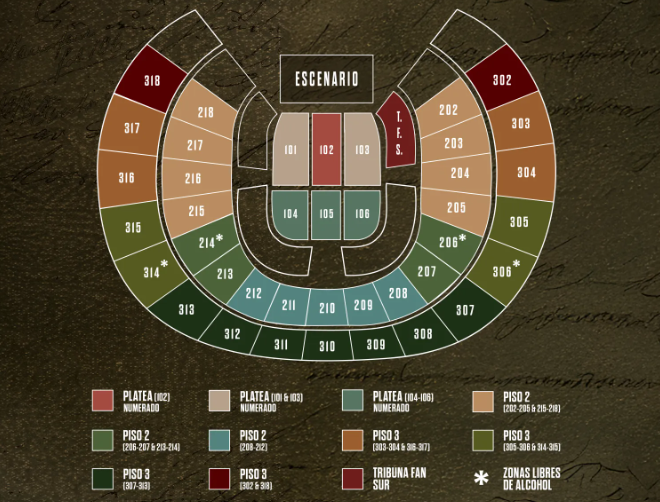 ESCENARIO
318
302
317
303
316
304
315
305
314*
306*
313
307
312
308
311
310
309
218
202
217
203
216
204
215
205
214*
206*
213
207
212
211
210
209
208
101
102
103
T.
F.
S.
104
105
106
PLATEA (102)
NUMERADO
PLATEA (101 & 103)
NUMERADO
PLATEA (104-106)
NUMERADO
PISO 2
(202-205 & 215-218)
PISO 2
(206-207 & 213-214)
PISO 2
(208-212)
PISO 3
(303-304 & 316-317)
PISO 3
(305-306 & 314-315)
PISO 3
(307-313)
PISO 3
(302 & 318)
TRIBUNA FAN
SUR
* ZONAS LIBRES
DE ALCOHOL